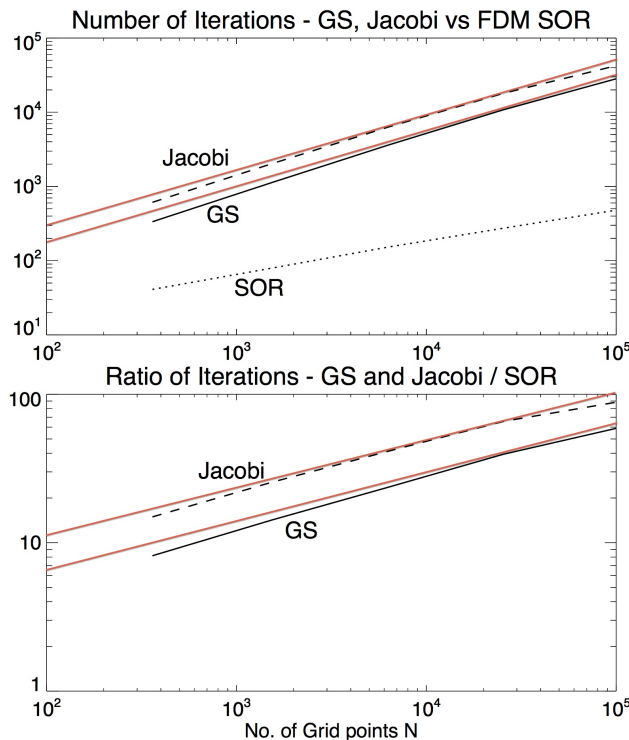 Number of Iterations - GS, Jacobi vs FDM SOR
10^5
10^4
10^3
10^2
10^1
Jacobi
GS
SOR
10^2 10^3 10^4 10^5
Ratio of Iterrations - GS and Jacobi / SOR
100
10
1
Jacobi
GS
10^2 10^3 10^4 10^5
No. of Grid points N